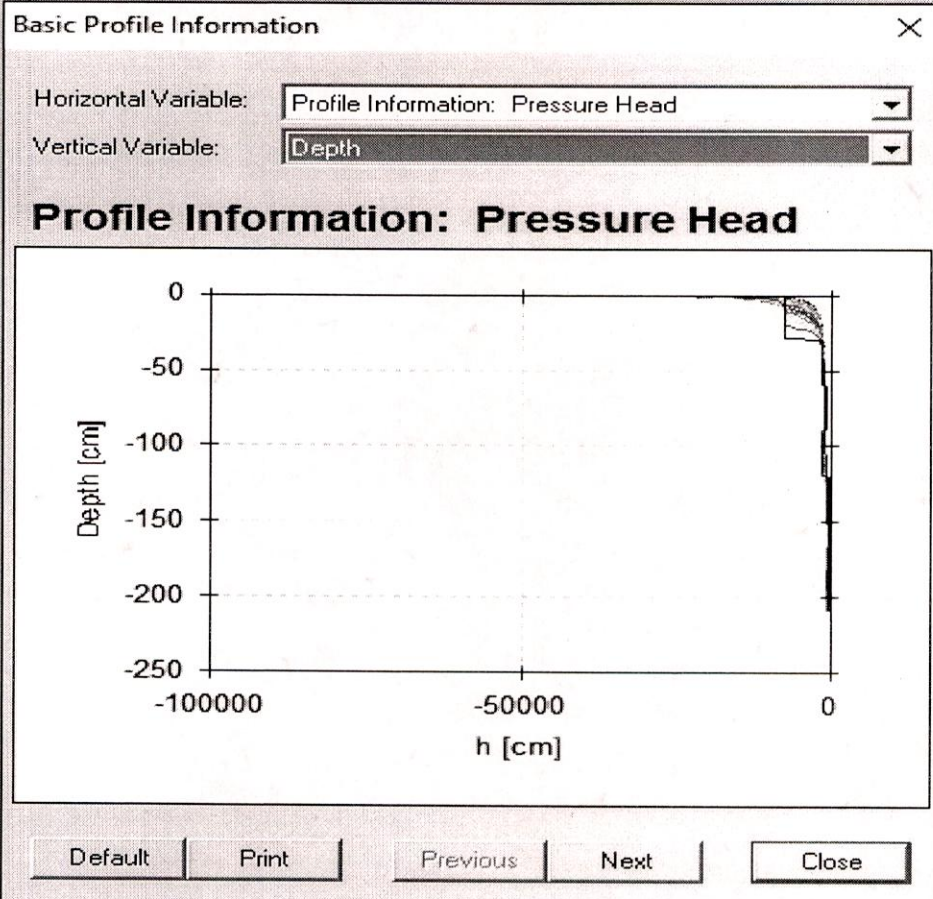 Basic Profile Information
Horizontal Variable: Profile Information: Pressure Head
Vertical Variable: Depth
Profile Information: Pressure Head
0
-50
-100
-150
-200
-250
Depth [cm]
-100000 -50000 0
h [cm]
Default Print Previous Next Close